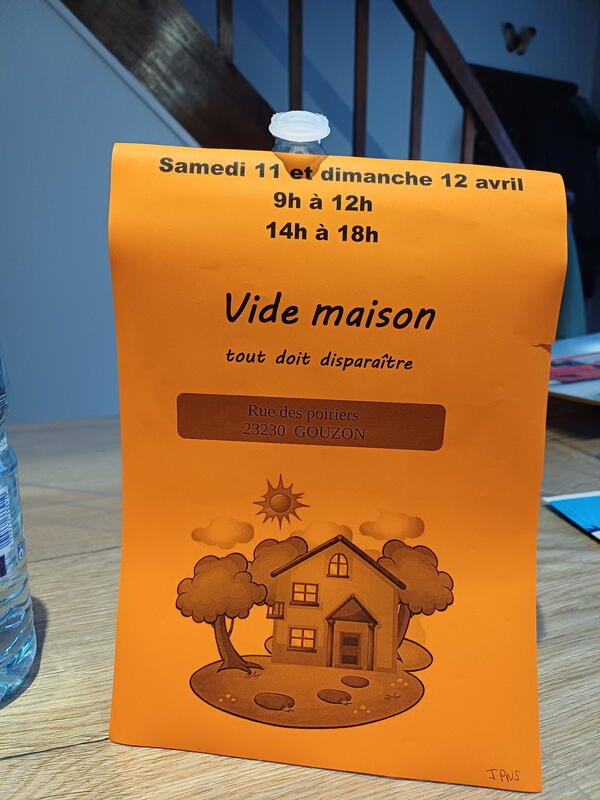 Samedi 11 et dimanche 12 avril
9h à 12h
14h à 18h
Vide maison
tout doit disparaître
Rue des poiriers
23230 GOUZON
IPNS